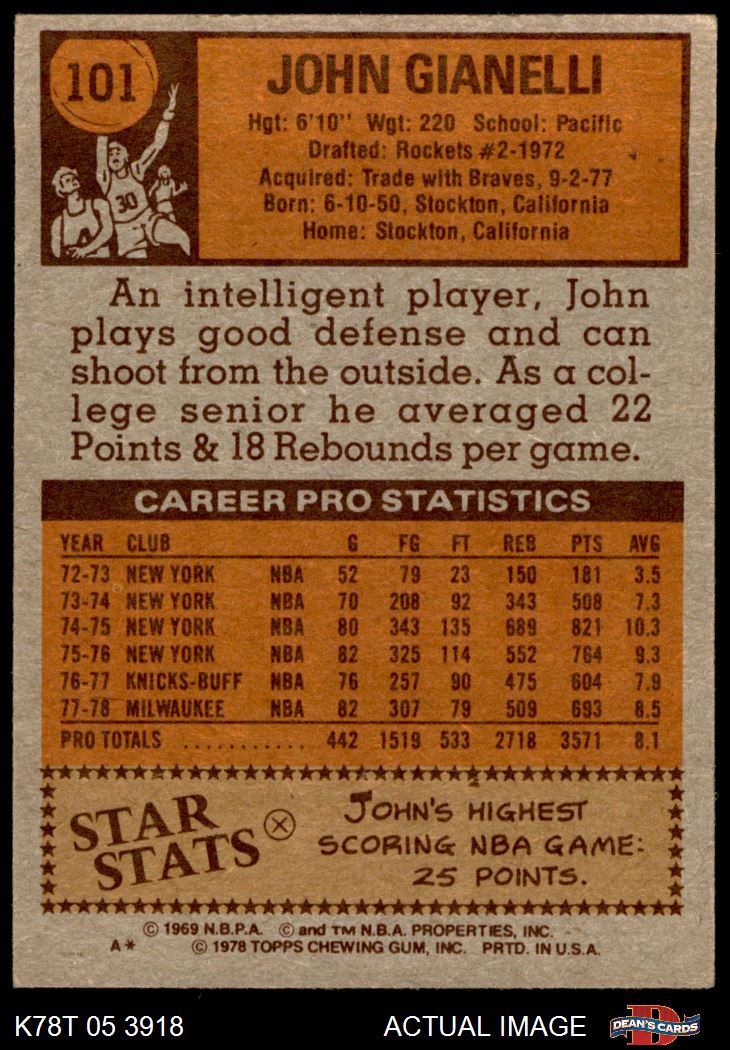 101
JOHN GIANELLI
Hgt: 6'10" Wgt: 220 School: Pacific
Drafted: Rockets #2-1972
Acquired: Trade with Braves, 9-2-77
Born: 6-10-50, Stockton, California
Home: Stockton, California
30
An intelligent player, John
plays good defense and can
shoot from the outside. As a col-
lege senior he averaged 22
Points & 18 Rebounds per game.
CAREER PRO STATISTICS
YEAR CLUB G FG FT REB PTS AVG
72-73 NEW YORK NBA 52 79 23 150 181 3.5
73-74 NEW YORK NBA 70 208 92 343 508 7.3
74-75 NEW YORK NBA 80 343 135 689 821 10.3
75-76 NEW YORK NBA 82 325 114 552 764 9.3
76-77 KNICKS-BUFF NBA 76 257 90 475 604 7.9
77-78 MILWAUKEE NBA 82 307 79 509 693 8.5
PRO TOTALS ........... 442 1519 533 2718 3571 8.1
STAR
STATS
JOHN'S HIGHEST
SCORING NBA GAME:
25 POINTS.
© 1969 N.B.P.A. © and TM N.B.A. PROPERTIES, INC.
A* © 1978 TOPPS CHEWING GUM, INC. PRTD. IN U.S.A.
K78T 05 3918 ACTUAL IMAGE D DEAN'S CARDS